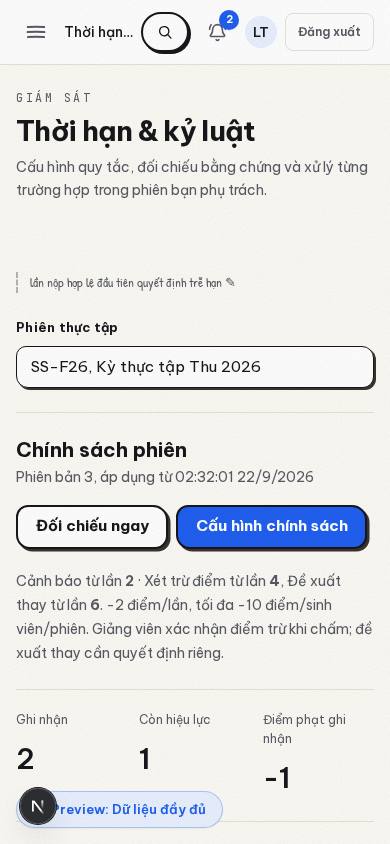 Thời hạn...
2
LT
Đăng xuất
GIÁM SÁT
Thời hạn & kỷ luật
Cấu hình quy tắc, đối chiếu bằng chứng và xử lý từng
trường hợp trong phiên bạn phụ trách.
lần nộp hợp lệ đầu tiên quyết định trễ hạn ✎
Phiên thực tập
SS-F26, Kỳ thực tập Thu 2026
Chính sách phiên
Phiên bản 3, áp dụng từ 02:32:01 22/9/2026
Đối chiếu ngay
Cấu hình chính sách
Cảnh báo từ lần 2 · Xét trừ điểm từ lần 4, Đề xuất
thay từ lần 6. -2 điểm/lần, tối đa -10 điểm/sinh
viên/phiên. Giảng viên xác nhận điểm trừ khi chấm; đề
xuất thay cần quyết định riêng.
Ghi nhận
Còn hiệu lực
Điểm phạt ghi
nhận
2
1
-1
N
Preview: Dữ liệu đầy đủ